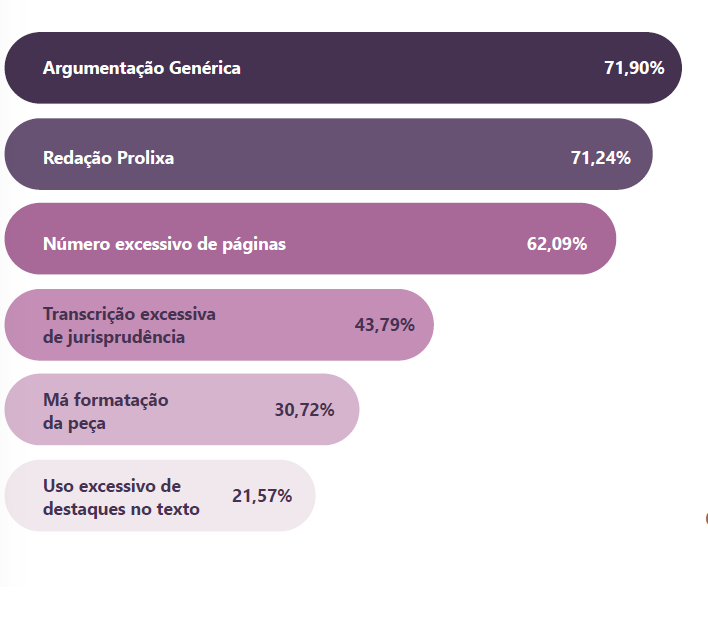 Argumentação Genérica 71,90%
Redação Prolixa 71,24%
Número excessivo de páginas 62,09%
Transcrição excessiva
de jurisprudência 43,79%
Má formatação
da peça 30,72%
Uso excessivo de
destaques no texto 21,57%